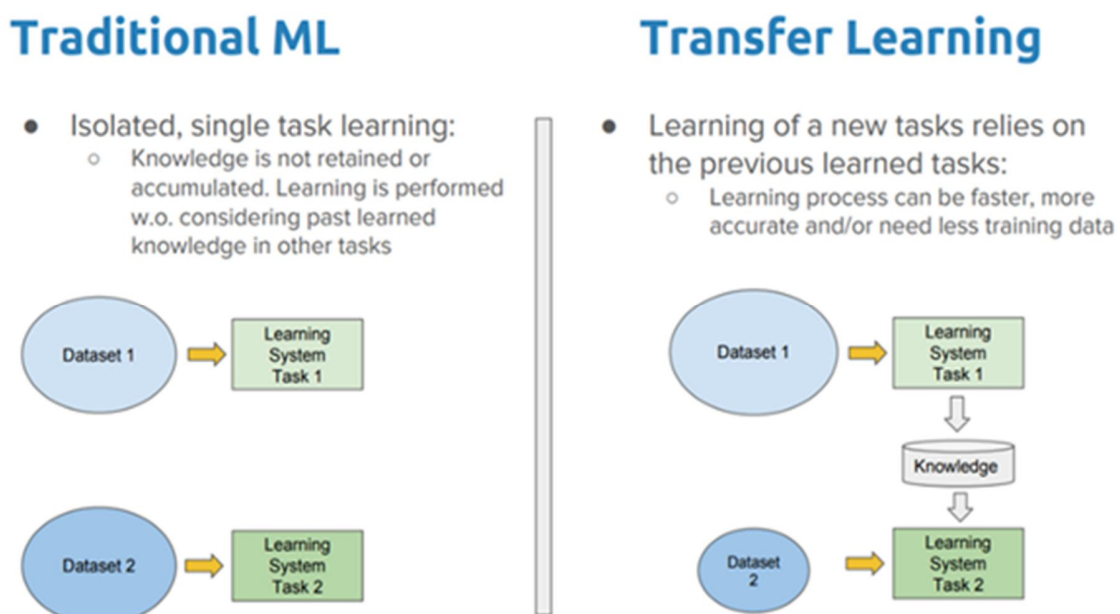 Traditional ML
● Isolated, single task learning:
○ Knowledge is not retained or
accumulated. Learning is performed
w.o. considering past learned
knowledge in other tasks
Dataset 1
Learning
System
Task 1
Dataset 2
Learning
System
Task 2
Transfer Learning
● Learning of a new tasks relies on
the previous learned tasks:
○ Learning process can be faster, more
accurate and/or need less training data
Dataset 1
Learning
System
Task 1
Knowledge
Dataset
2
Learning
System
Task 2